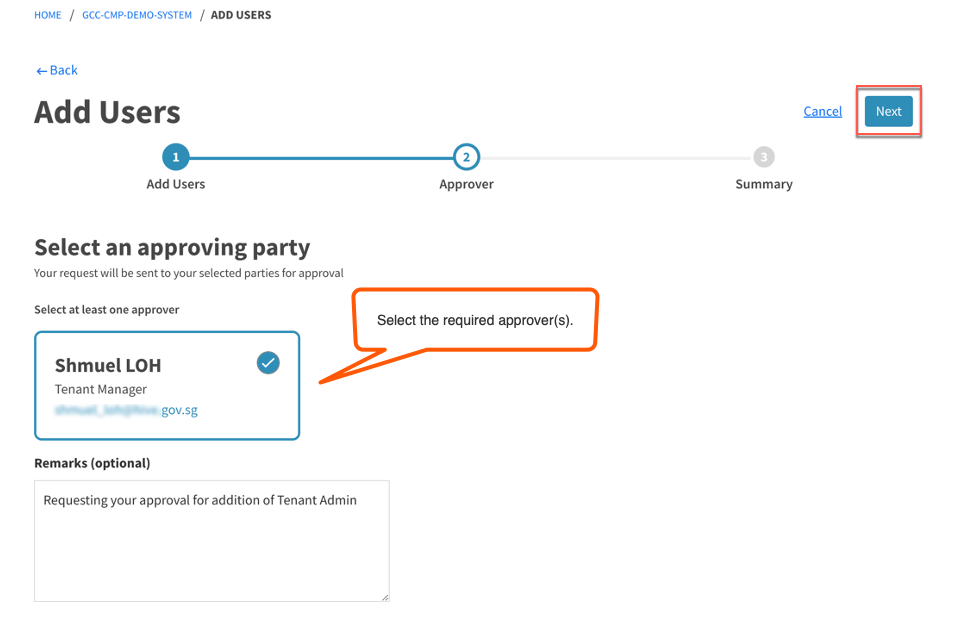 HOME / GCC-CMP-DEMO-SYSTEM / ADD USERS
←Back
Add Users
Cancel
Next
1
2
3
Add Users
Approver
Summary
Select an approving party
Your request will be sent to your selected parties for approval
Select at least one approver
Select the required approver(s).
Shmuel LOH
Tenant Manager
gov.sg
Remarks (optional)
Requesting your approval for addition of Tenant Admin